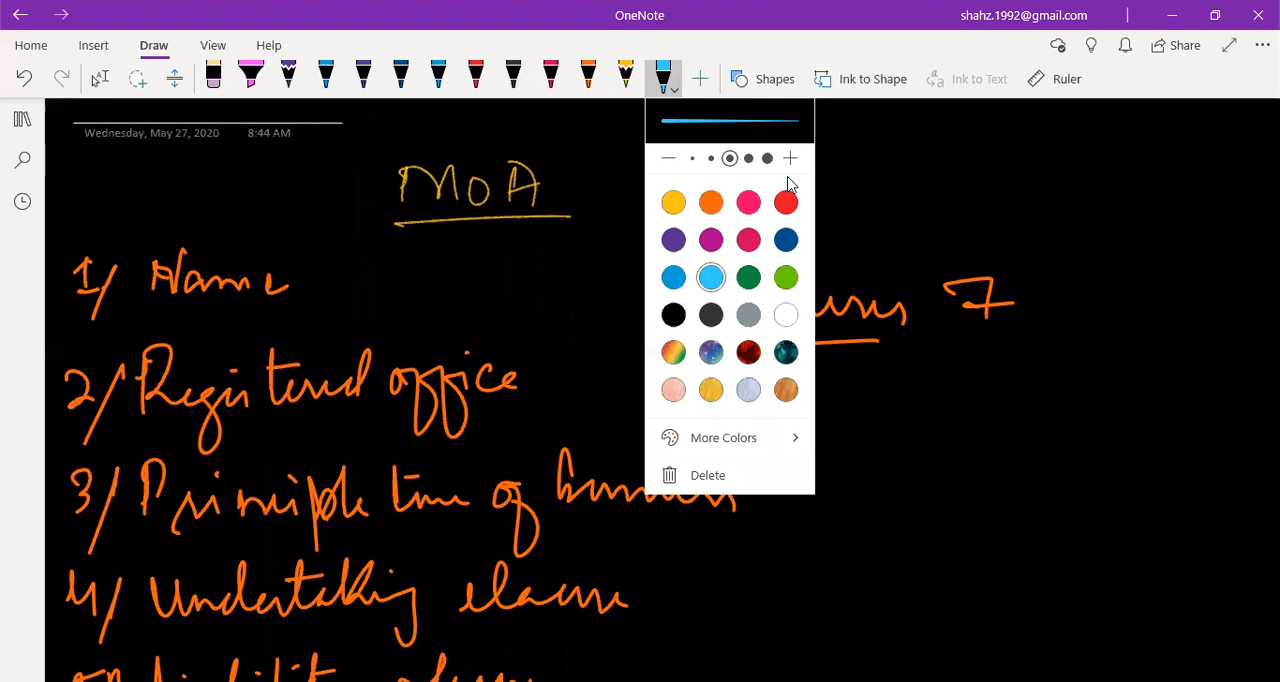 OneNote
shahz.1992@gmail.com
Home Insert Draw View Help
Share
Shapes Ink to Shape Ink to Text Ruler
Wednesday, May 27, 2020 8:44 AM
MOA
1/ Name
7
2/ Registered office
3/ Principle line of business
4/ Undertaking clause
More Colors
Delete